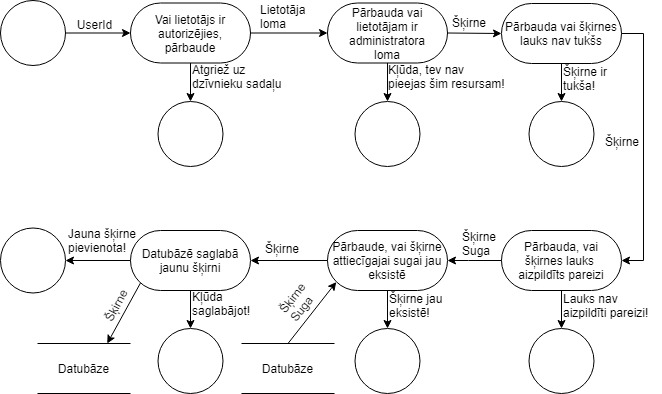 UserId
Vai lietotājs ir
autorizējies,
pārbaude
Lietotāja
loma
Pārbauda vai
lietotājam ir
administratora
loma
Šķirne
Pārbauda vai šķirnes
lauks nav tukšs
Atgriež uz
dzīvnieku sadaļu
Kļūda, tev nav
pieejas šim resursam!
Šķirne ir
tukša!
Šķirne
Jauna šķirne
pievienota!
Datubāzē saglabā
jaunu šķirni
Šķirne
Pārbaude, vai šķirne
attiecīgajai sugai jau
eksistē
Šķirne
Suga
Pārbauda, vai
šķirnes lauks
aizpildīts pareizi
Šķirne
Kļūda
saglabājot!
Šķirne
Suga
Šķirne jau
eksistē!
Lauks nav
aizpildīti pareizi!
Datubāze
Datubāze